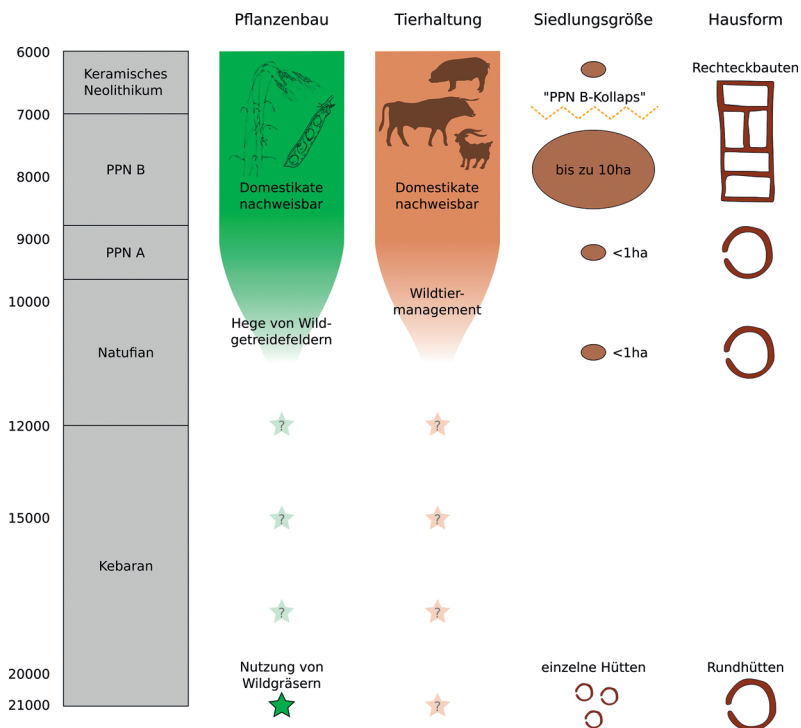 Pflanzenbau
Tierhaltung
Siedlungsgröße
Hausform
6000
Keramisches
Neolithikum
Rechteckbauten
"PPN B-Kollaps"
7000
PPN B
8000
bis zu 10ha
Domestikate
nachweisbar
Domestikate
nachweisbar
9000
PPN A
<1ha
10000
Wildtier-
management
Hege von Wild-
getreidefeldern
Natufian
<1ha
12000
?
?
15000
?
?
Kebaran
?
?
20000
Nutzung von
Wildgräsern
einzelne Hütten
Rundhütten
21000
?